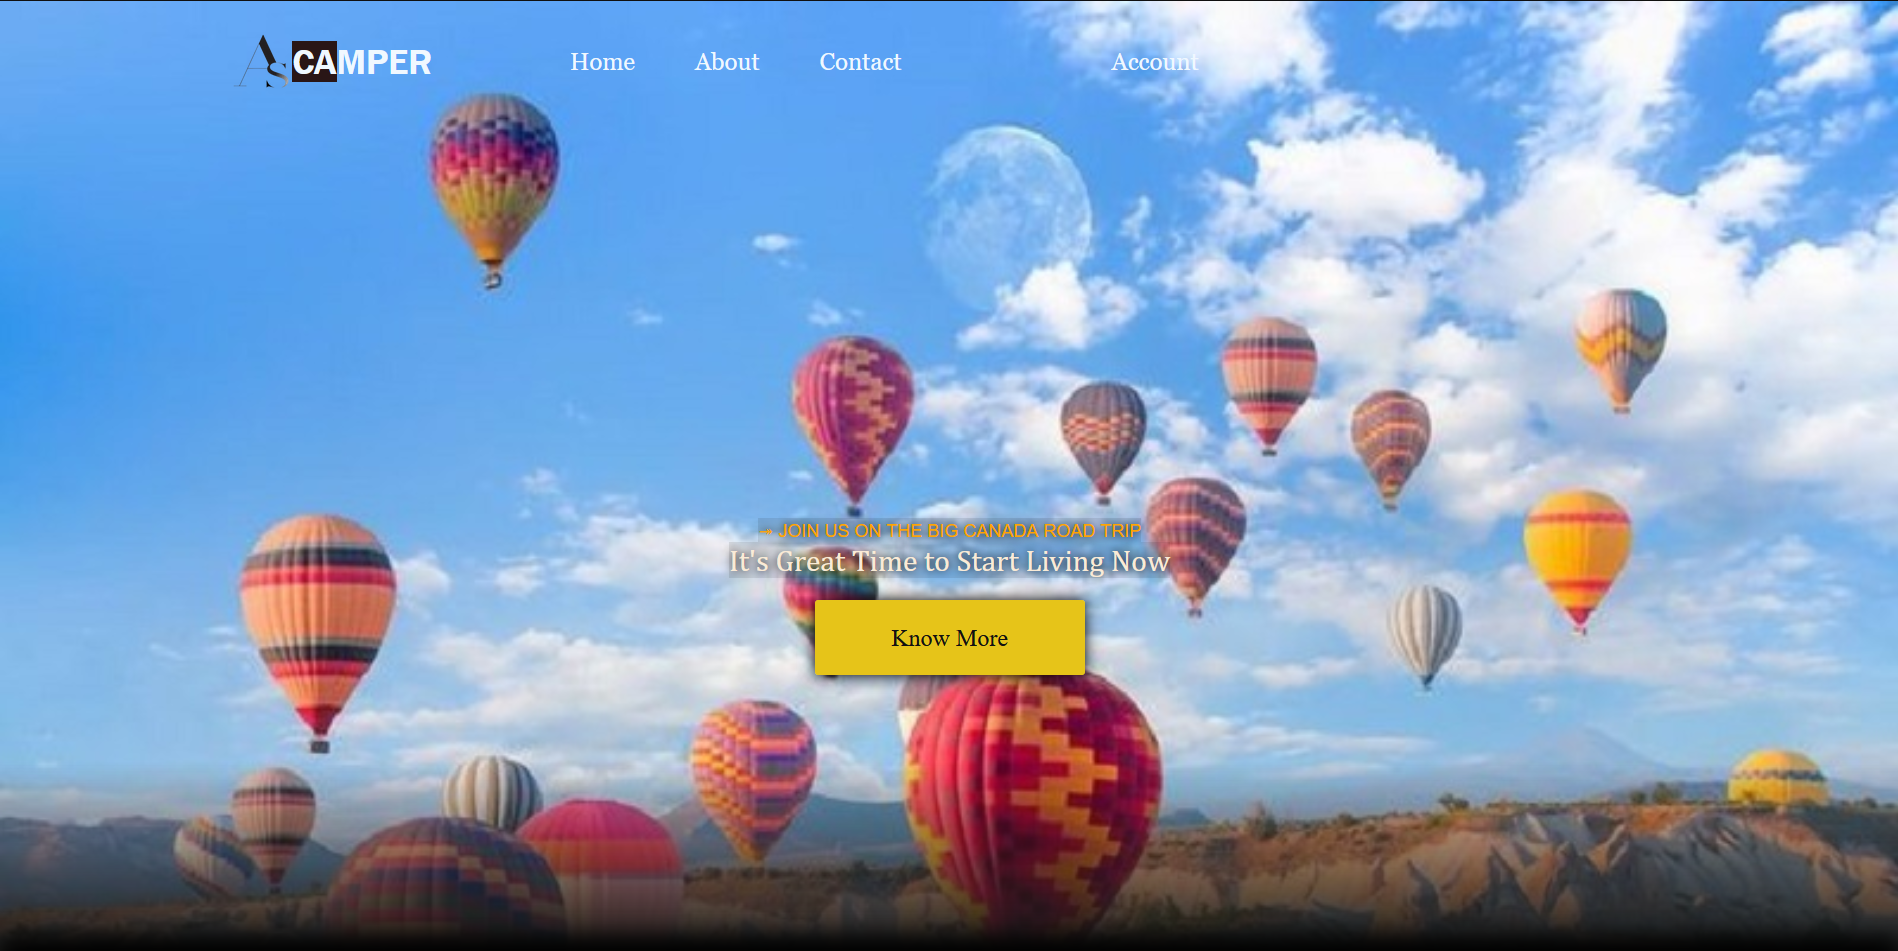 As CAMPER
Home
About
Contact
Account
JOIN US ON THE BIG CANADA ROAD TRIP
It's Great Time to Start Living Now
Know More